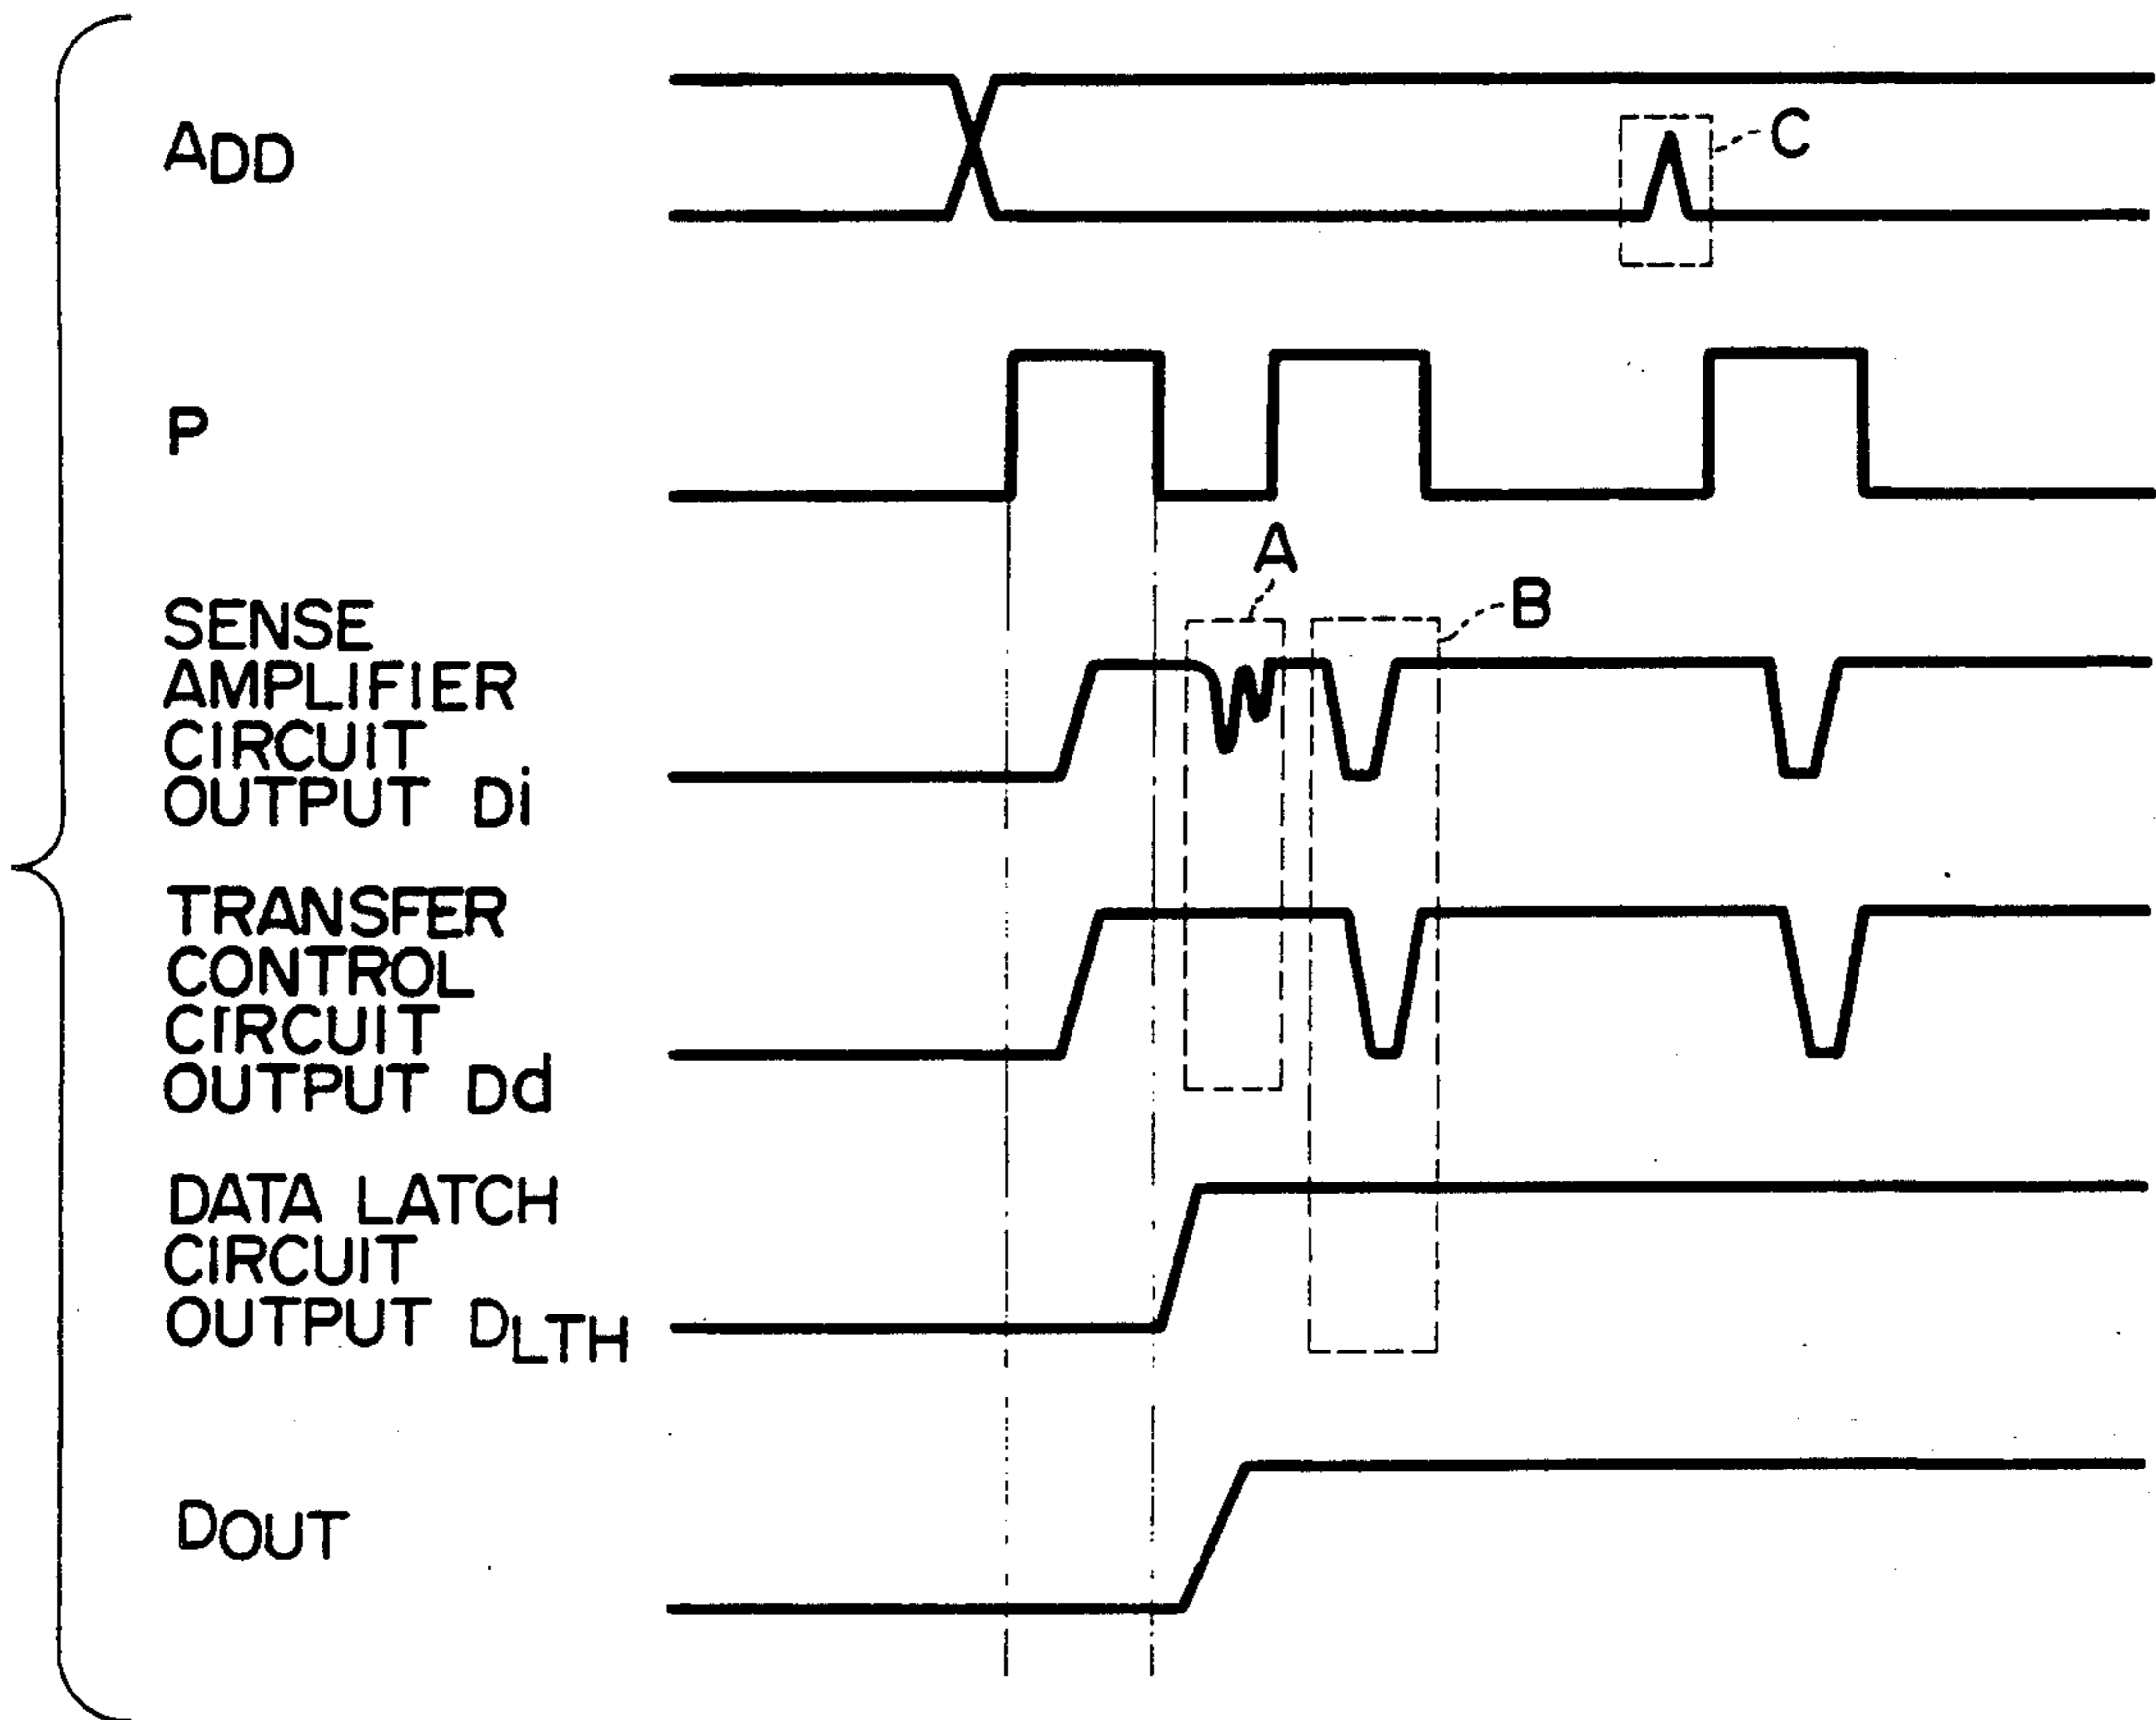 ADD
C
P
A
B
SENSE
AMPLIFIER
CIRCUIT
OUTPUT Di
TRANSFER
CONTROL
CIRCUIT
OUTPUT Dd
DATA LATCH
CIRCUIT
OUTPUT DLTH
DOUT